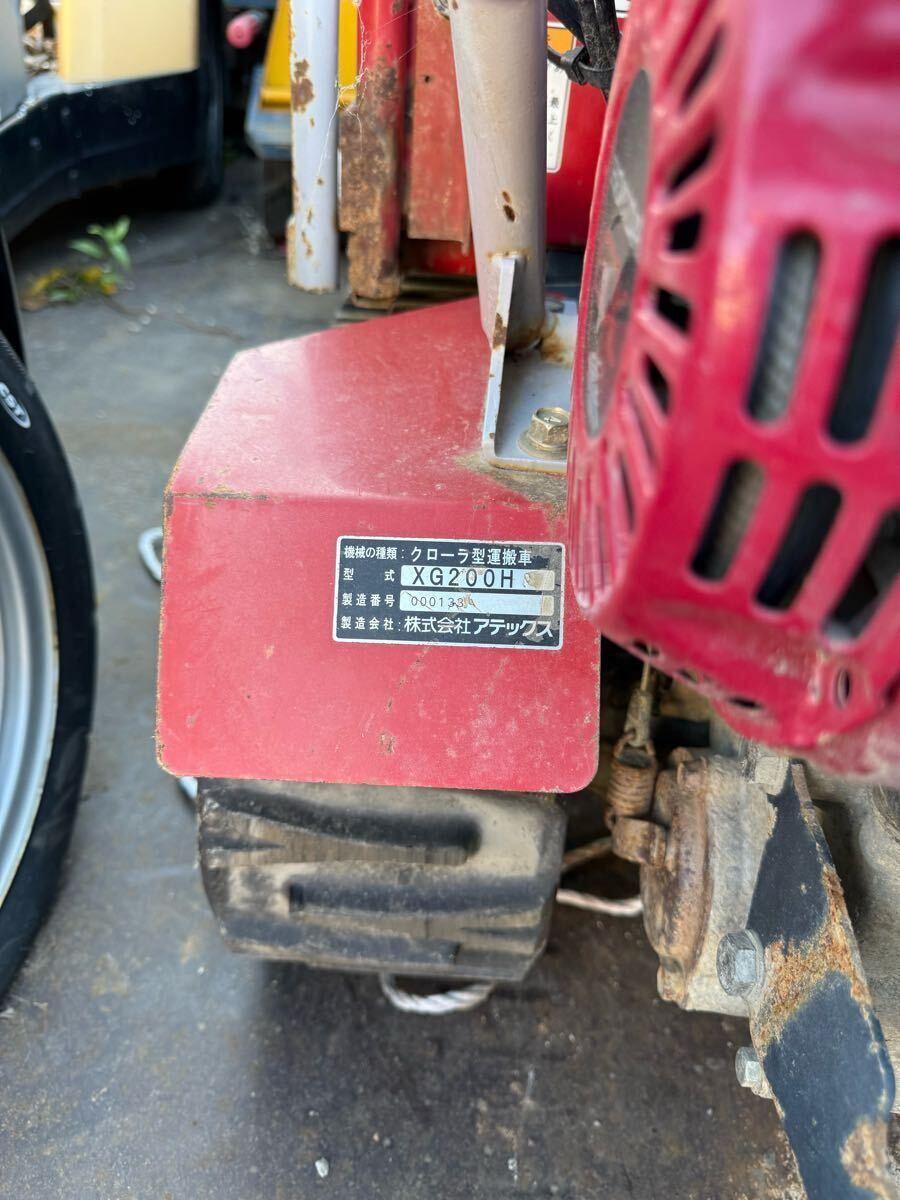 機械の種類:クローラ型運搬車
型式 XG200H
製造番号 000133
製造会社:株式会社アテックス
CST